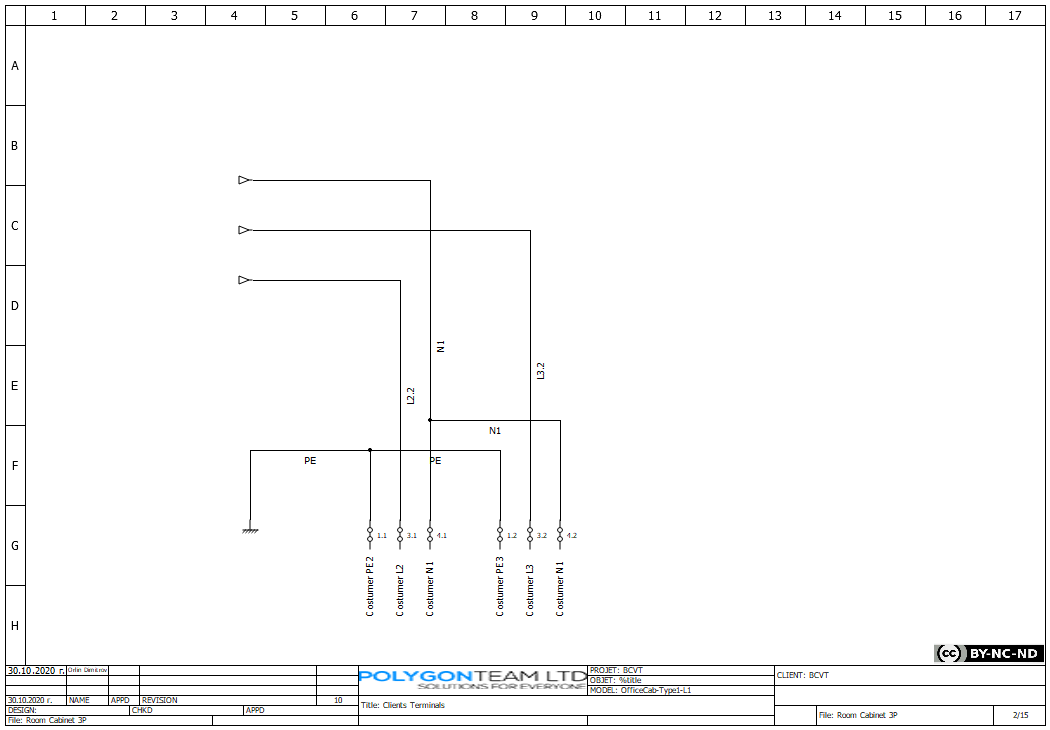 1 2 3 4 5 6 7 8 9 10 11 12 13 14 15 16 17
A
B
C
D
E
F
G
H
N1
L3.2
L2.2
N1
PE PE
1.1 3.1 4.1 1.2 3.2 4.2
Costumer PE2
Costumer L2
Costumer N1
Costumer PE3
Costumer L3
Costumer N1
cc BY-NC-ND
30.10.2020 г. Orlin Dimitrov
30.10.2020 г. NAME APPD REVISION 10
DESIGN: CHKD APPD
File: Room Cabinet 3P
POLYGONTEAM LTD
SOLUTIONS FOR EVERYONE
Title: Clients Terminals
PROJET: BCVT
OBJET: %title
MODEL: OfficeCab-Type1-L1
CLIENT: BCVT
File: Room Cabinet 3P 2/15